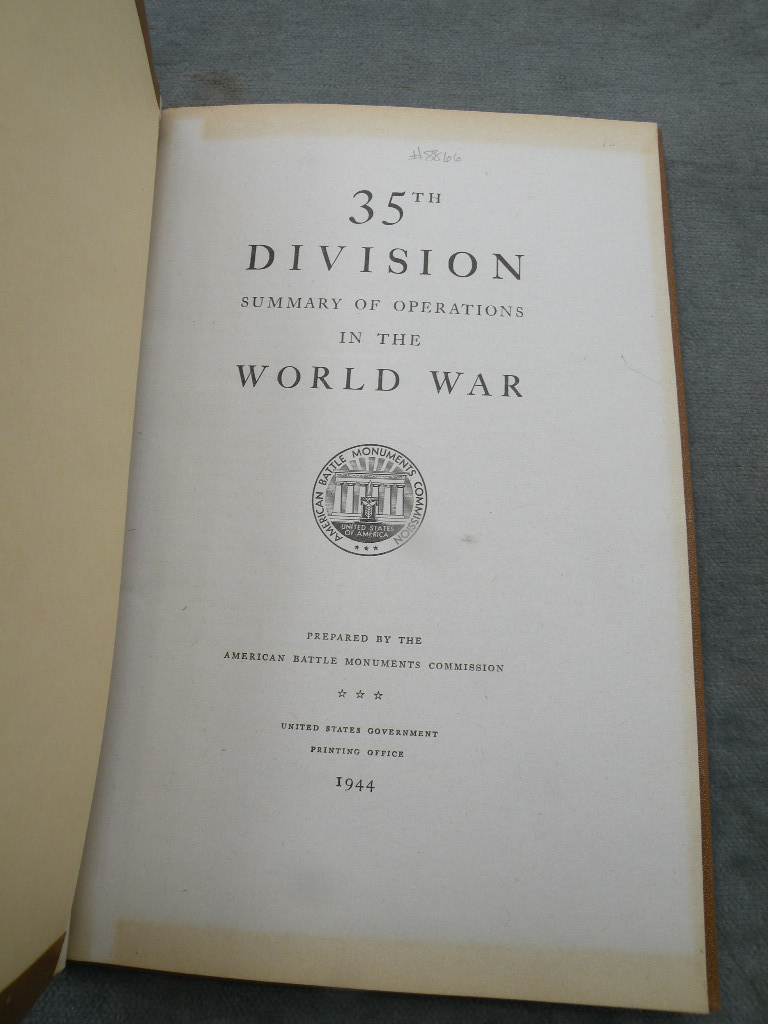 #8866
35TH
DIVISION
SUMMARY OF OPERATIONS
IN THE
WORLD WAR
AMERICAN BATTLE MONUMENTS COMMISSION
UNITED STATES
OF AMERICA
PREPARED BY THE
AMERICAN BATTLE MONUMENTS COMMISSION
UNITED STATES GOVERNMENT
PRINTING OFFICE
1944